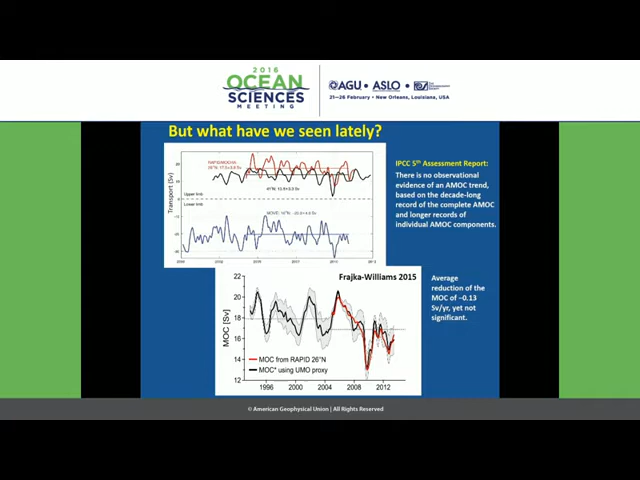 2016
OCEAN
SCIENCES
MEETING
AGU • ASLO •
21–26 February • New Orleans, Louisiana, USA
But what have we seen lately?
IPCC 5th Assessment Report:
There is no observational
evidence of an AMOC trend,
based on the decade-long
record of the complete AMOC
and longer records of
individual AMOC components.
Transport (Sv)
Upper limb
Lower limb
Frajka-Williams 2015
Average
reduction of the
MOC of −0.13
Sv/yr, yet not
significant.
MOC [Sv]
22
20
18
16
14
12
MOC from RAPID 26°N
MOC* using UMO proxy
1996 2000 2004 2008 2012
© American Geophysical Union | All Rights Reserved